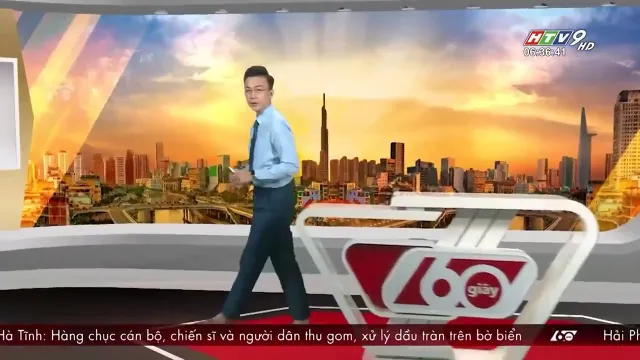 HTV9 HD
06:36:41
60 giây
Hà Tĩnh: Hàng chục cán bộ, chiến sĩ và người dân thu gom, xử lý dầu tràn trên bờ biển 60 Hải